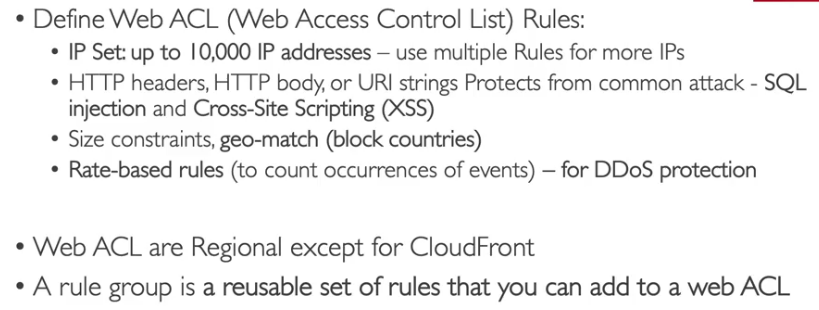 • Define Web ACL (Web Access Control List) Rules:
• IP Set: up to 10,000 IP addresses – use multiple Rules for more IPs
• HTTP headers, HTTP body, or URI strings Protects from common attack - SQL
injection and Cross-Site Scripting (XSS)
• Size constraints, geo-match (block countries)
• Rate-based rules (to count occurrences of events) – for DDoS protection
• Web ACL are Regional except for CloudFront
• A rule group is a reusable set of rules that you can add to a web ACL